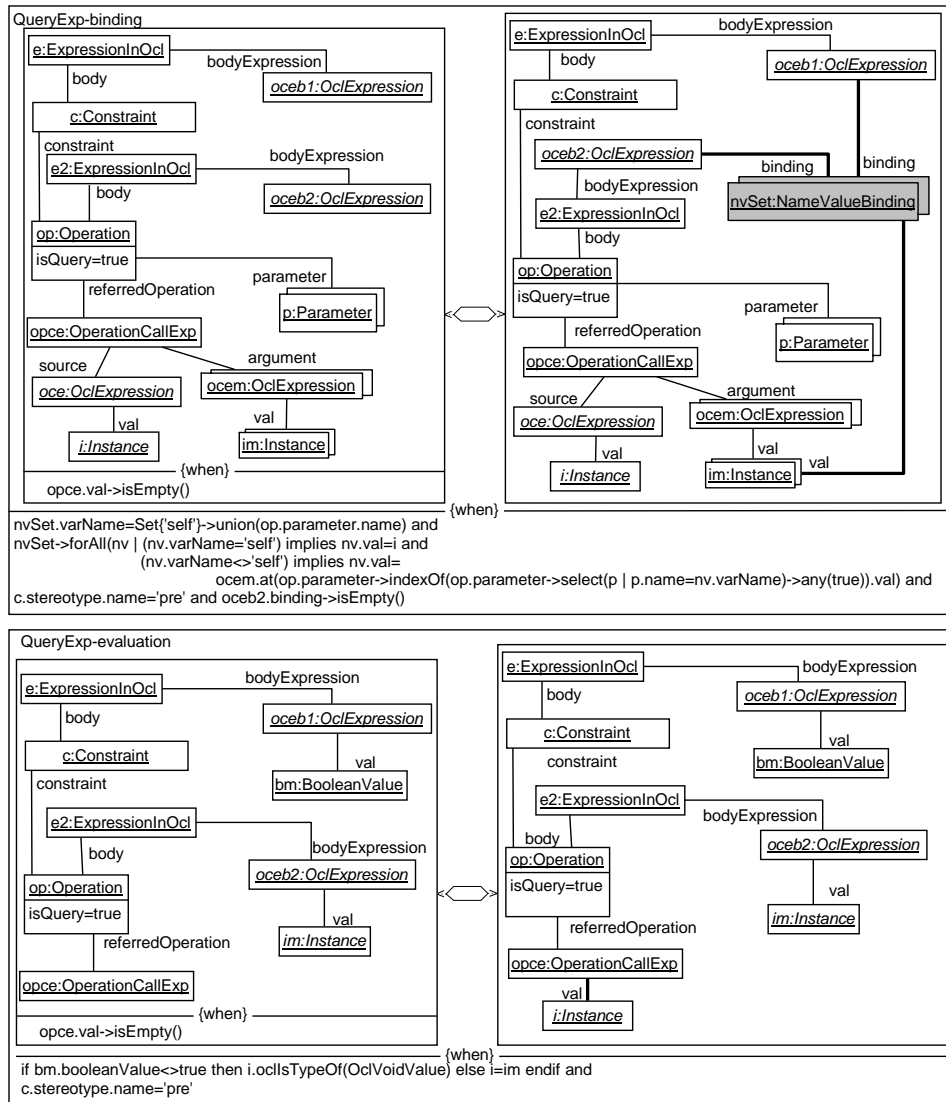 QueryExp-binding
e:ExpressionInOcl
bodyExpression
body
oceb1:OclExpression
c:Constraint
constraint
e2:ExpressionInOcl
bodyExpression
body
oceb2:OclExpression
op:Operation
isQuery=true
parameter
referredOperation
p:Parameter
opce:OperationCallExp
source
argument
oce:OclExpression
ocem:OclExpression
val
val
i:Instance
im:Instance
{when}
opce.val->isEmpty()
e:ExpressionInOcl
bodyExpression
body
oceb1:OclExpression
c:Constraint
constraint
oceb2:OclExpression
binding
binding
bodyExpression
nvSet:NameValueBinding
e2:ExpressionInOcl
body
op:Operation
isQuery=true
parameter
referredOperation
p:Parameter
opce:OperationCallExp
source
argument
oce:OclExpression
ocem:OclExpression
val
val
val
i:Instance
im:Instance
{when}
nvSet.varName=Set{'self'}->union(op.parameter.name) and
nvSet->forAll(nv | (nv.varName='self') implies nv.val=i and
(nv.varName<>'self') implies nv.val=
ocem.at(op.parameter->indexOf(op.parameter->select(p | p.name=nv.varName)->any(true)).val) and
c.stereotype.name='pre' and oceb2.binding->isEmpty()
QueryExp-evaluation
e:ExpressionInOcl
bodyExpression
body
oceb1:OclExpression
c:Constraint
val
constraint
bm:BooleanValue
e2:ExpressionInOcl
body
bodyExpression
oceb2:OclExpression
op:Operation
isQuery=true
val
im:Instance
referredOperation
opce:OperationCallExp
{when}
opce.val->isEmpty()
e:ExpressionInOcl
bodyExpression
body
oceb1:OclExpression
c:Constraint
val
constraint
bm:BooleanValue
e2:ExpressionInOcl
bodyExpression
body
oceb2:OclExpression
op:Operation
isQuery=true
val
im:Instance
referredOperation
opce:OperationCallExp
val
i:Instance
{when}
if bm.booleanValue<>true then i.oclIsTypeOf(OclVoidValue) else i=im endif and
c.stereotype.name='pre'